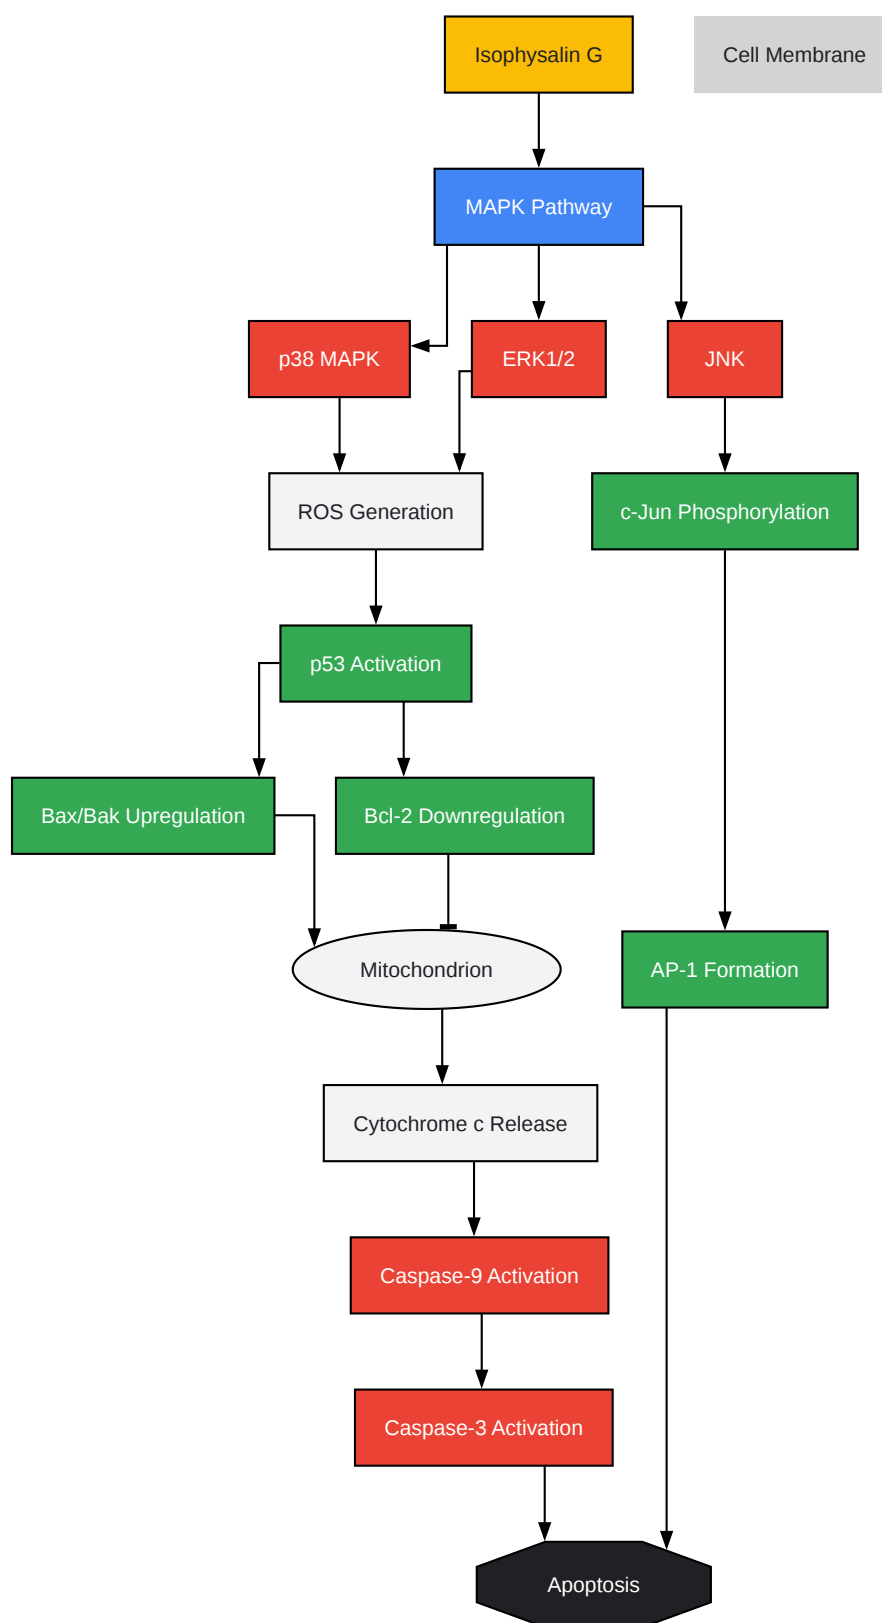 Isophysalin G
Cell Membrane
MAPK Pathway
p38 MAPK
ERK1/2
JNK
ROS Generation
c-Jun Phosphorylation
p53 Activation
Bax/Bak Upregulation
Bcl-2 Downregulation
Mitochondrion
AP-1 Formation
Cytochrome c Release
Caspase-9 Activation
Caspase-3 Activation
Apoptosis